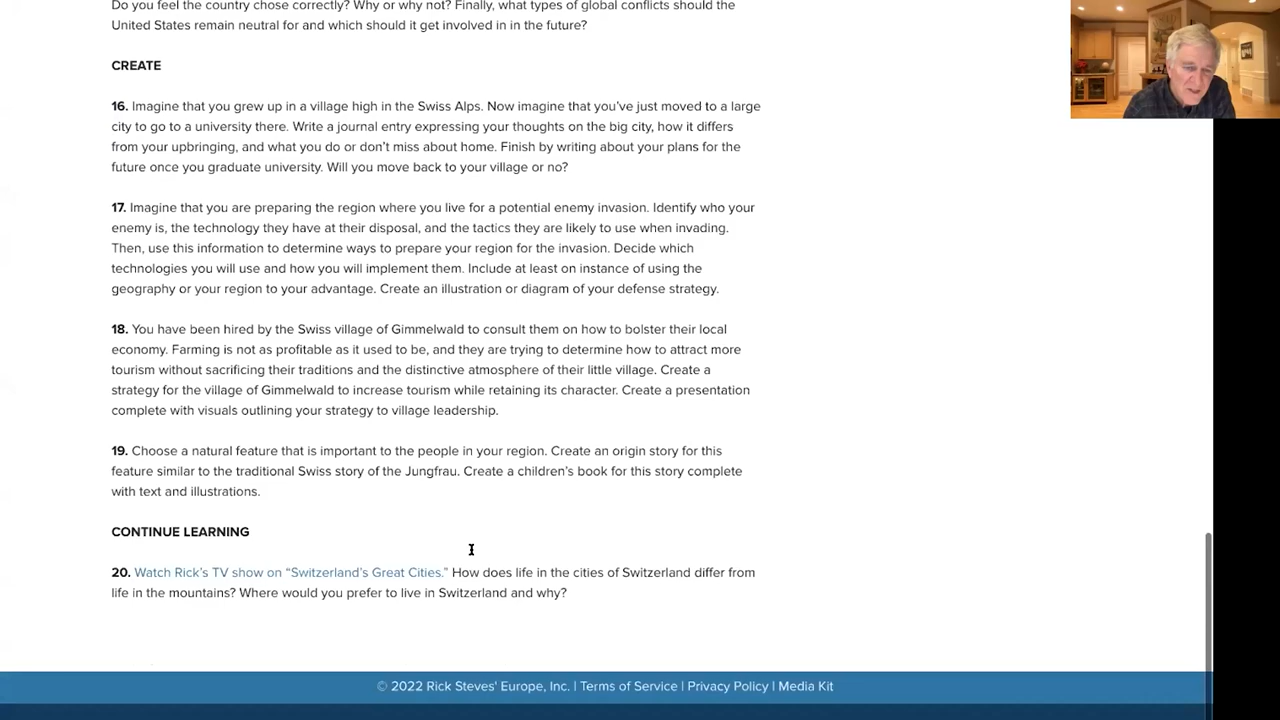 Do you feel the country chose correctly? Why or why not? Finally, what types of global conflicts should the
United States remain neutral for and which should it get involved in in the future?
CREATE
16. Imagine that you grew up in a village high in the Swiss Alps. Now imagine that you've just moved to a large
city to go to a university there. Write a journal entry expressing your thoughts on the big city, how it differs
from your upbringing, and what you do or don't miss about home. Finish by writing about your plans for the
future once you graduate university. Will you move back to your village or no?
17. Imagine that you are preparing the region where you live for a potential enemy invasion. Identify who your
enemy is, the technology they have at their disposal, and the tactics they are likely to use when invading.
Then, use this information to determine ways to prepare your region for the invasion. Decide which
technologies you will use and how you will implement them. Include at least on instance of using the
geography or your region to your advantage. Create an illustration or diagram of your defense strategy.
18. You have been hired by the Swiss village of Gimmelwald to consult them on how to bolster their local
economy. Farming is not as profitable as it used to be, and they are trying to determine how to attract more
tourism without sacrificing their traditions and the distinctive atmosphere of their little village. Create a
strategy for the village of Gimmelwald to increase tourism while retaining its character. Create a presentation
complete with visuals outlining your strategy to village leadership.
19. Choose a natural feature that is important to the people in your region. Create an origin story for this
feature similar to the traditional Swiss story of the Jungfrau. Create a children's book for this story complete
with text and illustrations.
CONTINUE LEARNING
20. Watch Rick's TV show on “Switzerland's Great Cities.” How does life in the cities of Switzerland differ from
life in the mountains? Where would you prefer to live in Switzerland and why?
© 2022 Rick Steves' Europe, Inc. | Terms of Service | Privacy Policy | Media Kit